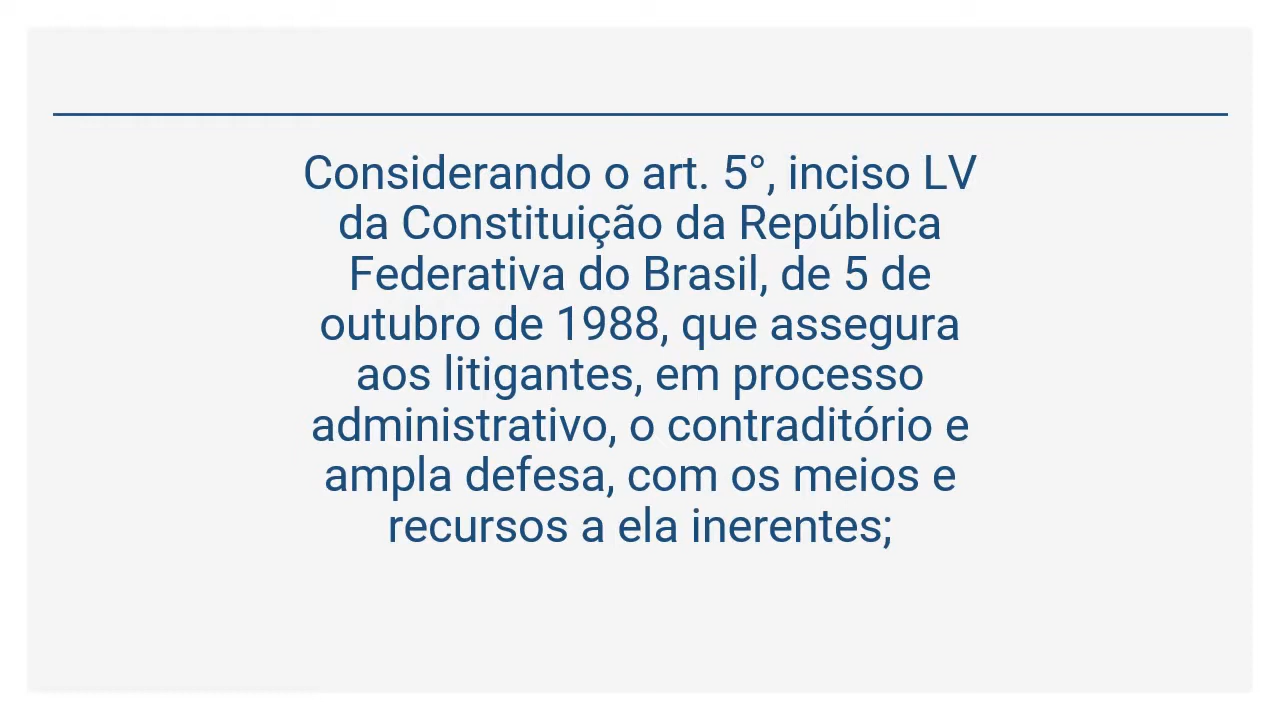 Considerando o art. 5°, inciso LV
da Constituição da República
Federativa do Brasil, de 5 de
outubro de 1988, que assegura
aos litigantes, em processo
administrativo, o contraditório e
ampla defesa, com os meios e
recursos a ela inerentes;